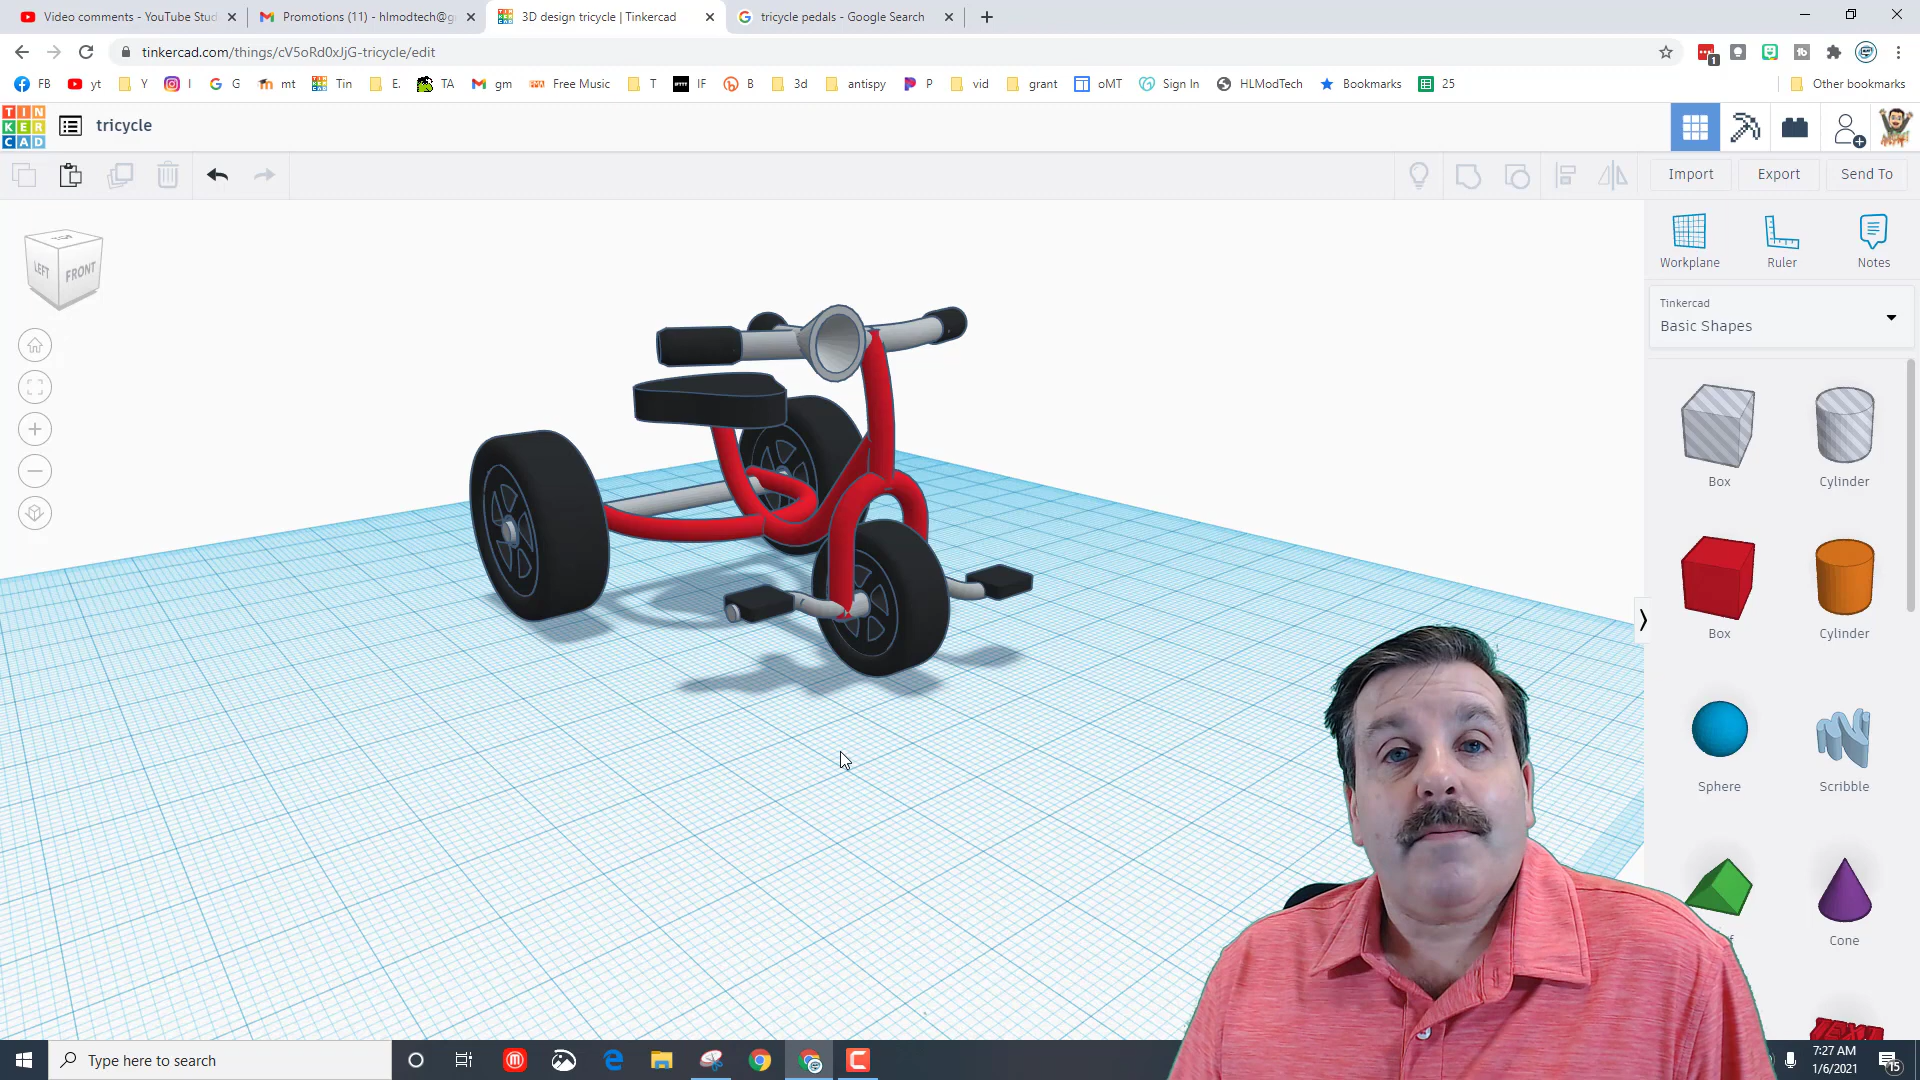 Video comments - YouTube Stud
Promotions (11) - hlmodtech@g
3D design tricycle | Tinkercad
tricycle pedals - Google Search
tinkercad.com/things/cV5oRd0xJjG-tricycle/edit
FB yt Y I G mt Tin E. TA gm Free Music T IF B 3d antispy P vid grant oMT Sign In HLModTech Bookmarks 25 Other bookmarks
TIN
KER
CAD
tricycle
Import Export Send To
TOP
LEFT FRONT
Workplane Ruler Notes
Tinkercad
Basic Shapes
Box Cylinder
Box Cylinder
Sphere Scribble
Cone
TEXT
Type here to search
7:27 AM
1/6/2021
15